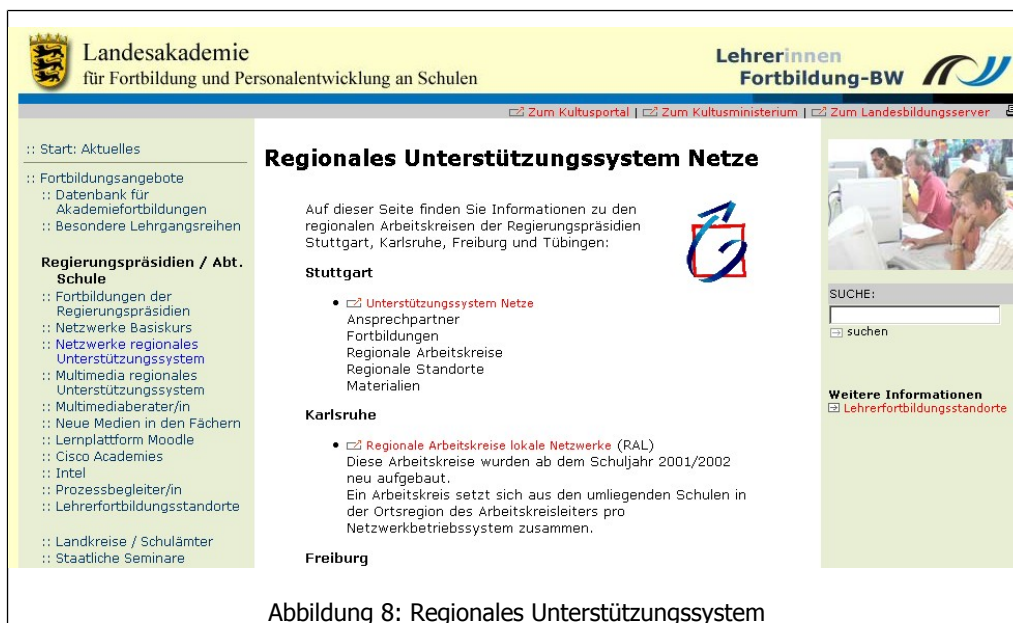 Landesakademie
für Fortbildung und Personalentwicklung an Schulen
Lehrerinnen
Fortbildung-BW
Zum Kultusportal | Zum Kultusministerium | Zum Landesbildungsserver
:: Start: Aktuelles
:: Fortbildungsangebote
:: Datenbank für
Akademiefortbildungen
:: Besondere Lehrgangsreihen
Regierungspräsidien / Abt.
Schule
:: Fortbildungen der
Regierungspräsidien
:: Netzwerke Basiskurs
:: Netzwerke regionales
Unterstützungssystem
:: Multimedia regionales
Unterstützungssystem
:: Multimediaberater/in
:: Neue Medien in den Fächern
:: Lernplattform Moodle
:: Cisco Academies
:: Intel
:: Prozessbegleiter/in
:: Lehrerfortbildungsstandorte
:: Landkreise / Schulämter
:: Staatliche Seminare
Regionales Unterstützungssystem Netze
Auf dieser Seite finden Sie Informationen zu den
regionalen Arbeitskreisen der Regierungspräsidien
Stuttgart, Karlsruhe, Freiburg und Tübingen:
Stuttgart
• Unterstützungssystem Netze
Ansprechpartner
Fortbildungen
Regionale Arbeitskreise
Regionale Standorte
Materialien
Karlsruhe
• Regionale Arbeitskreise lokale Netzwerke (RAL)
Diese Arbeitskreise wurden ab dem Schuljahr 2001/2002
neu aufgebaut.
Ein Arbeitskreis setzt sich aus den umliegenden Schulen in
der Ortsregion des Arbeitskreisleiters pro
Netzwerkbetriebssystem zusammen.
Freiburg
SUCHE:
suchen
Weitere Informationen
Lehrerfortbildungsstandorte
Abbildung 8: Regionales Unterstützungssystem